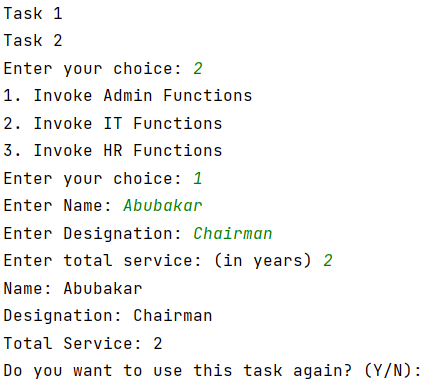 Task 1
Task 2
Enter your choice: 2
1. Invoke Admin Functions
2. Invoke IT Functions
3. Invoke HR Functions
Enter your choice: 1
Enter Name: Abubakar
Enter Designation: Chairman
Enter total service: (in years) 2
Name: Abubakar
Designation: Chairman
Total Service: 2
Do you want to use this task again? (Y/N):